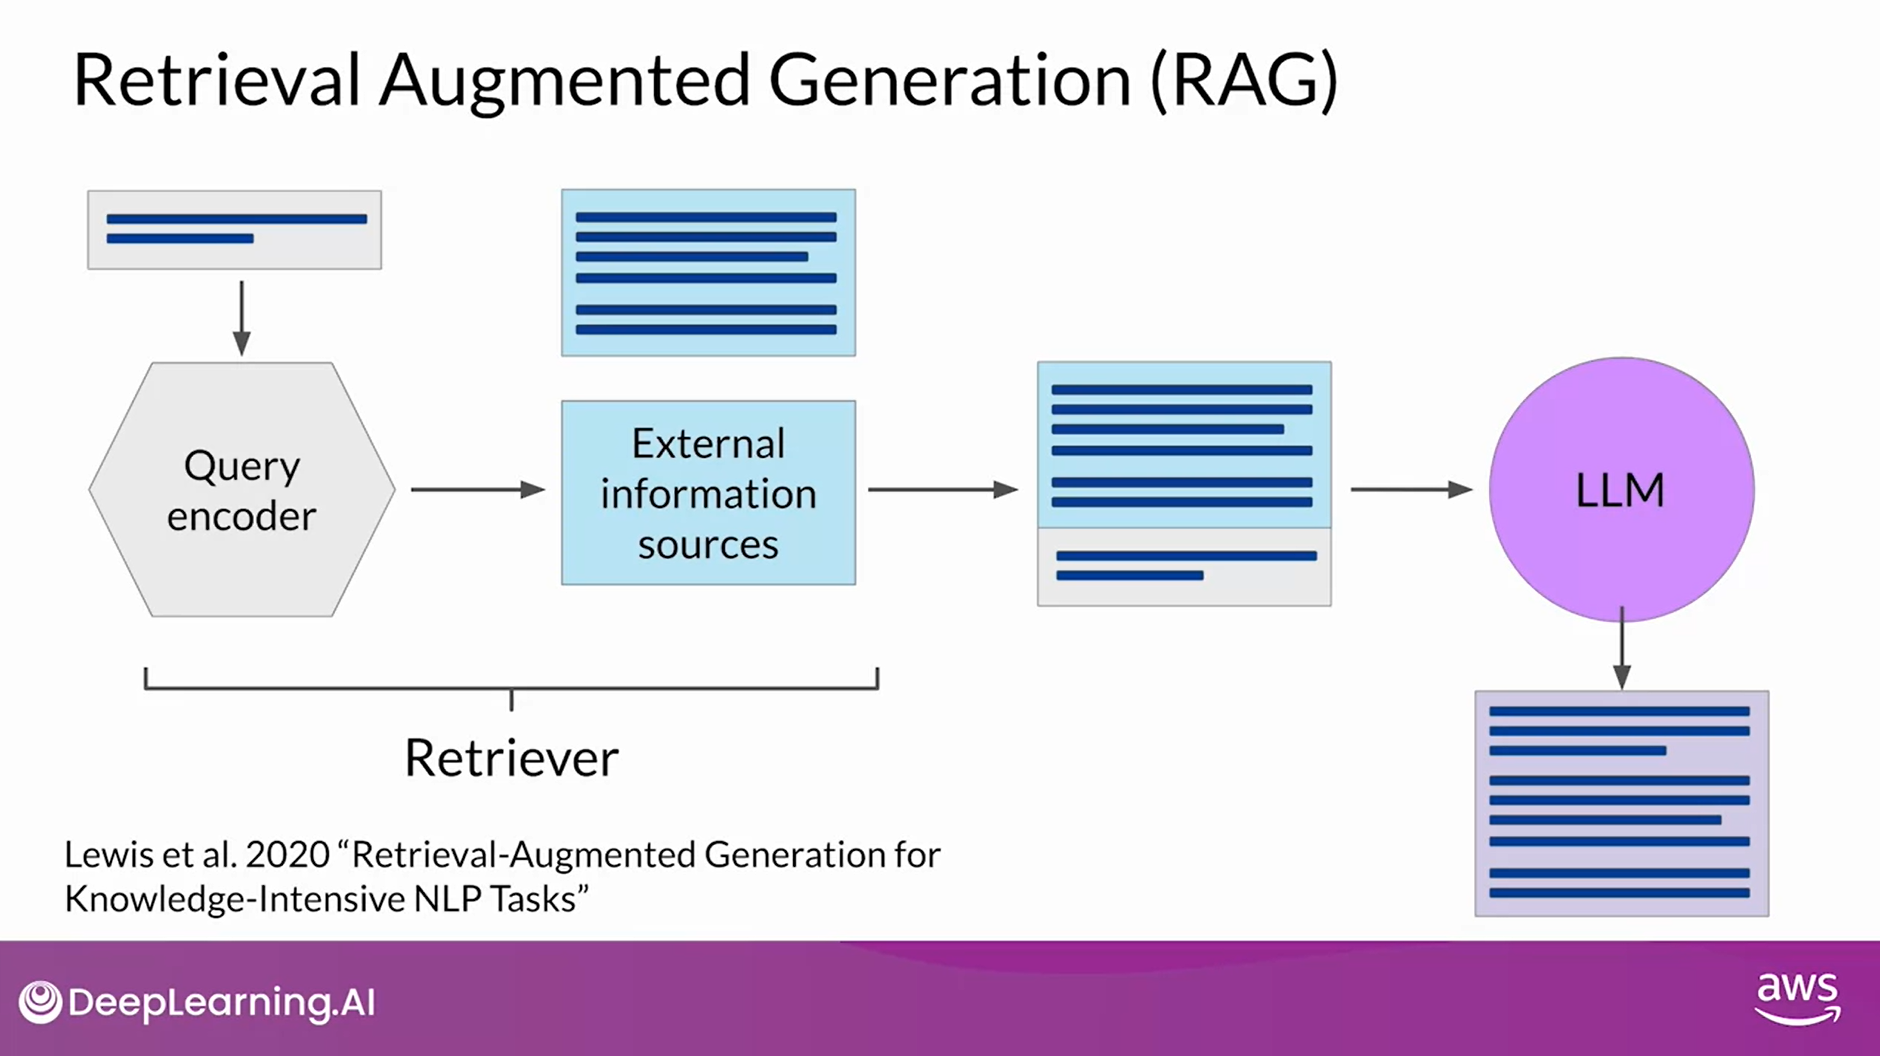 Retrieval Augmented Generation (RAG)
Query
encoder
External
information
sources
LLM
Retriever
Lewis et al. 2020 “Retrieval-Augmented Generation for
Knowledge-Intensive NLP Tasks”
DeepLearning.AI
aws